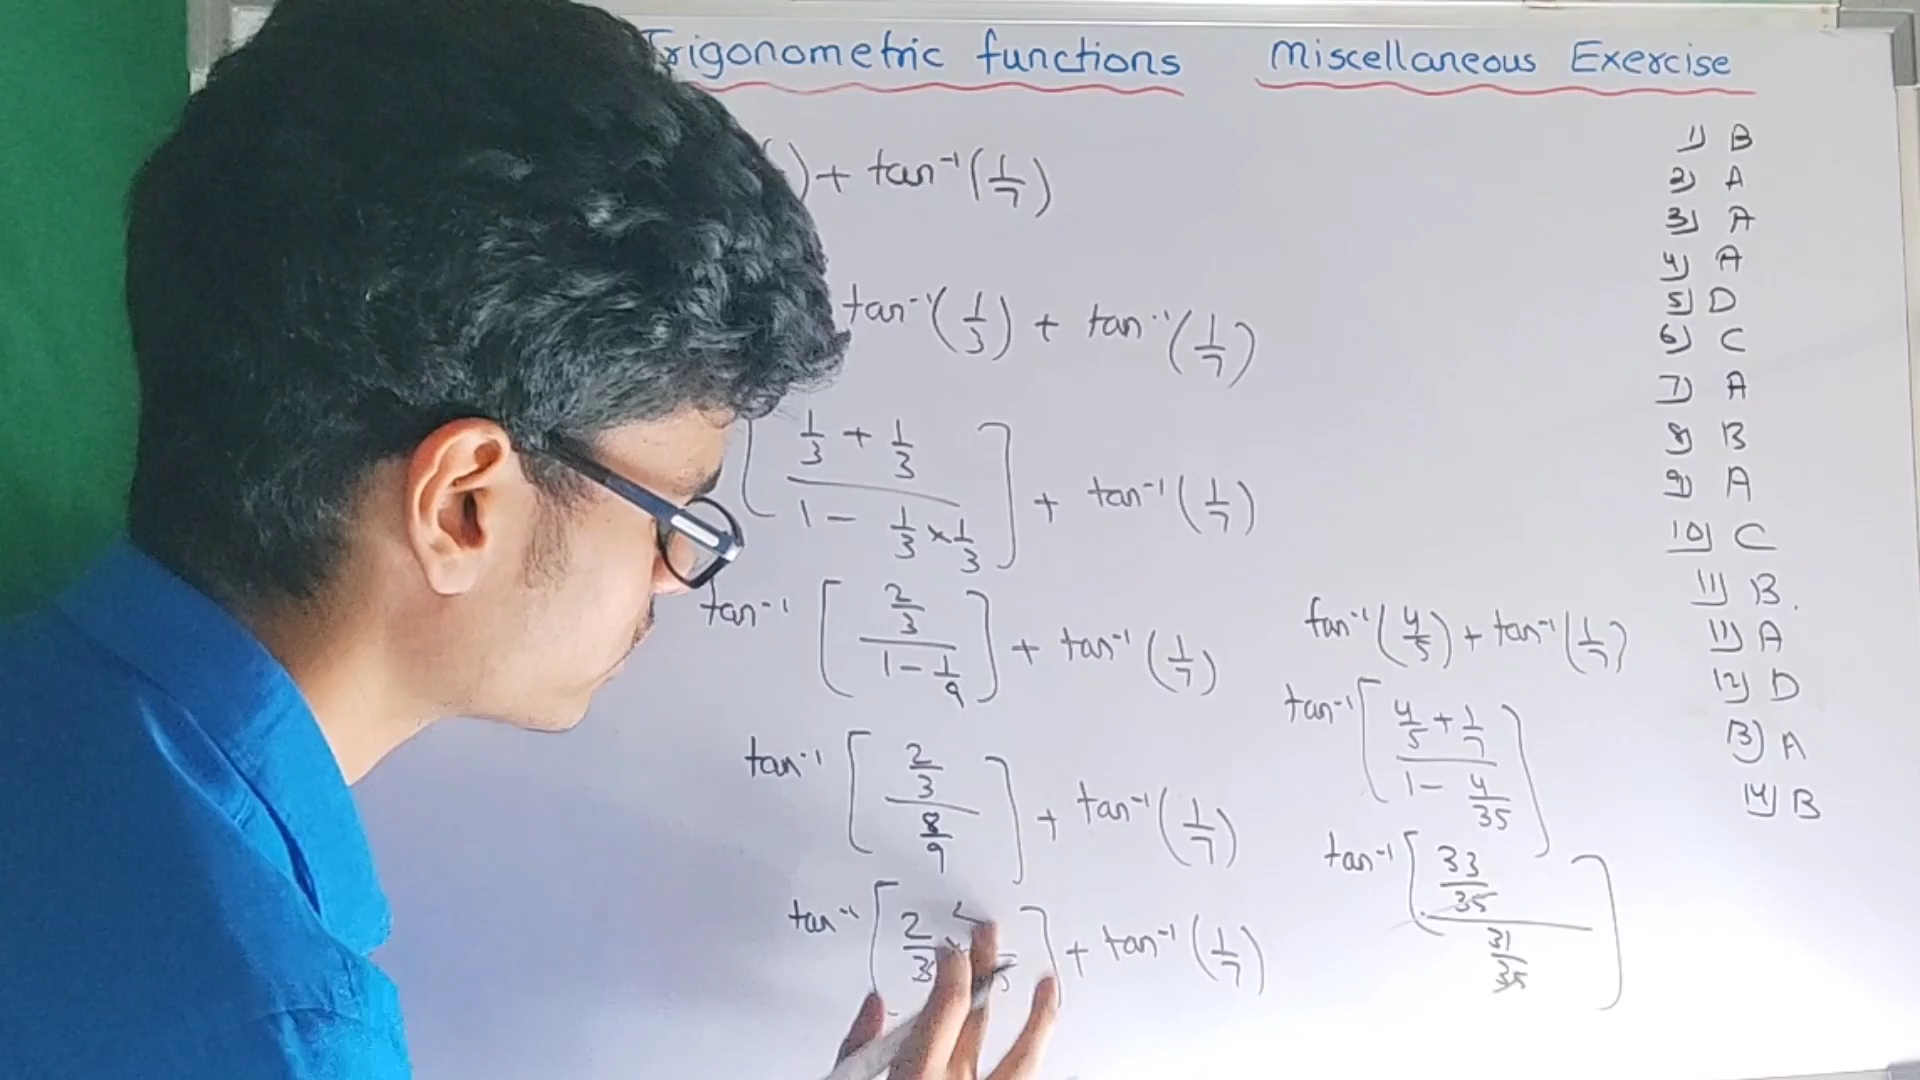 Trigonometric functions Miscellaneous Exercise
) + tan⁻¹(1/7)
tan⁻¹(1/3) + tan⁻¹(1/7)
[(1/3 + 1/3)/(1 - 1/3 × 1/3)] + tan⁻¹(1/7)
tan⁻¹[(2/3)/(1 - 1/9)] + tan⁻¹(1/7)
tan⁻¹[(2/3)/(8/9)] + tan⁻¹(1/7)
tan⁻¹[2/3 ×] + tan⁻¹(1/7)
tan⁻¹(4/5) + tan⁻¹(1/7)
tan⁻¹[(4/5 + 1/7)/(1 - 4/35)]
tan⁻¹[(33/35)/(31/35)]
1) B
2) A
3) A
4) A
5) D
6) C
7) A
8) B
9) A
10) C
11) B.
11) A
12) D
13) A
14) B